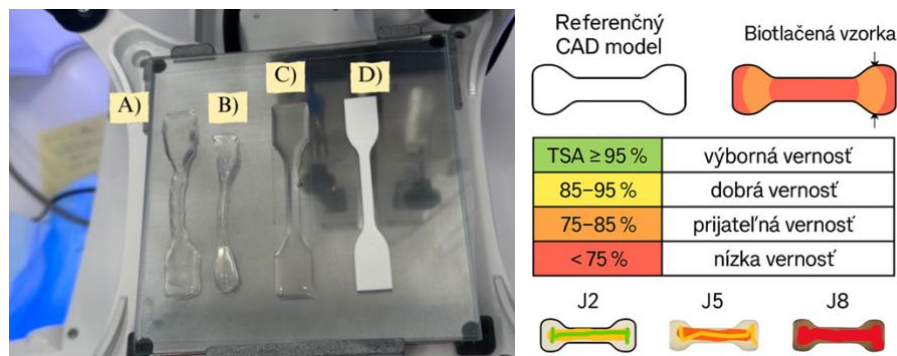 A)
B)
C)
D)
Referenčný
CAD model
Biotlačená vzorka
TSA ≥ 95 % výborná vernosť
85–95 % dobrá vernosť
75–85 % prijateľná vernosť
< 75 % nízka vernosť
J2 J5 J8